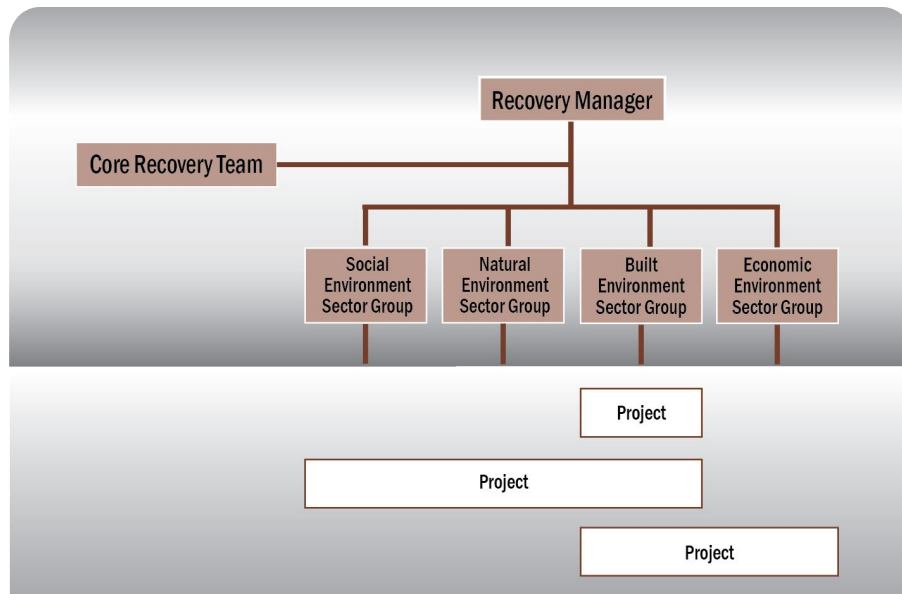 Recovery Manager
Core Recovery Team
Social
Environment
Sector Group
Natural
Environment
Sector Group
Built
Environment
Sector Group
Economic
Environment
Sector Group
Project
Project
Project